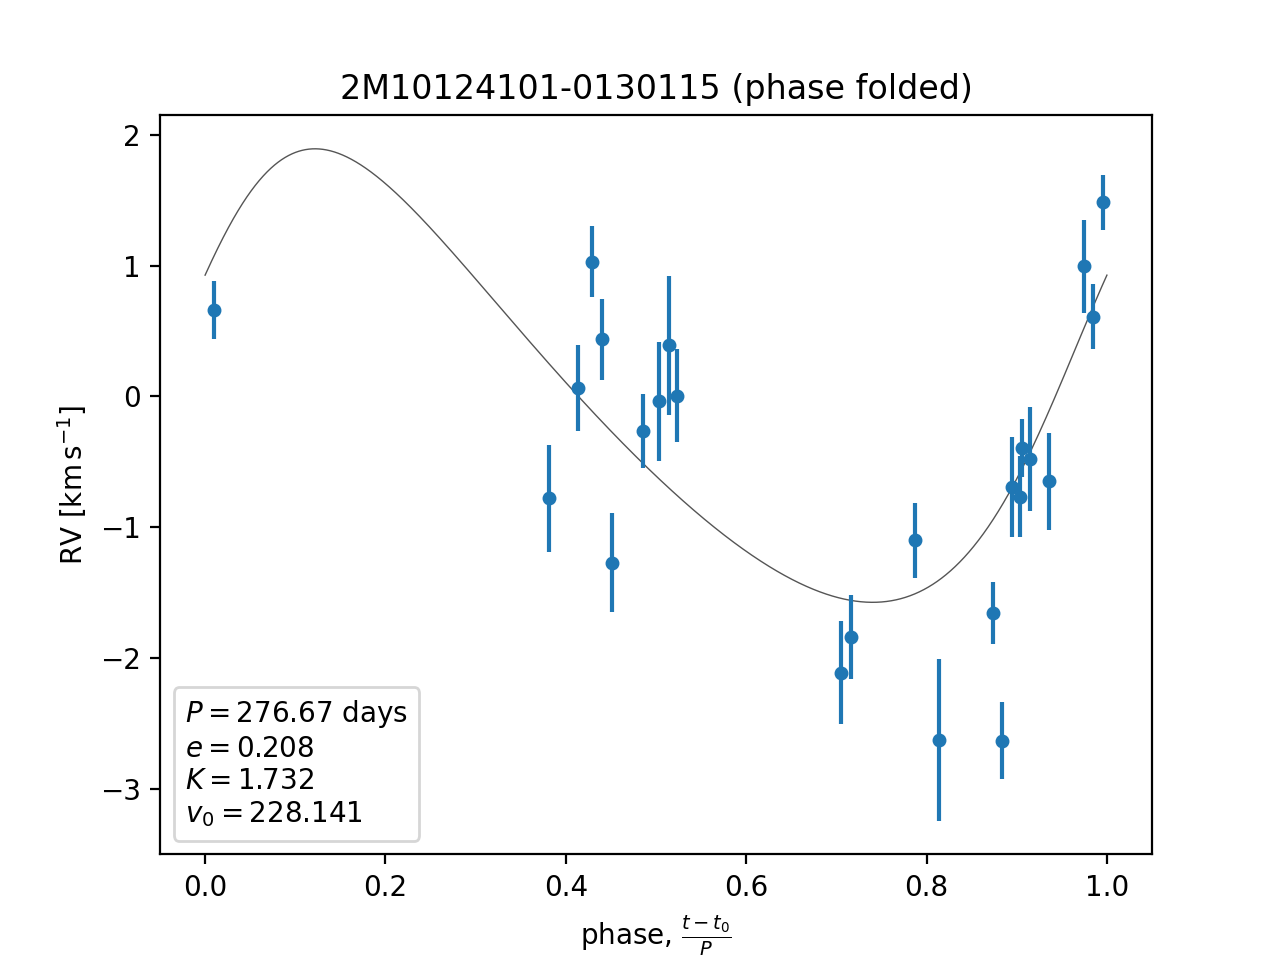 2M10124101-0130115 (phase folded)
RV [km s⁻¹]
2
1
0
−1
−2
−3
P = 276.67 days
e = 0.208
K = 1.732
v₀ = 228.141
0.0 0.2 0.4 0.6 0.8 1.0
phase, (t − t₀)/P